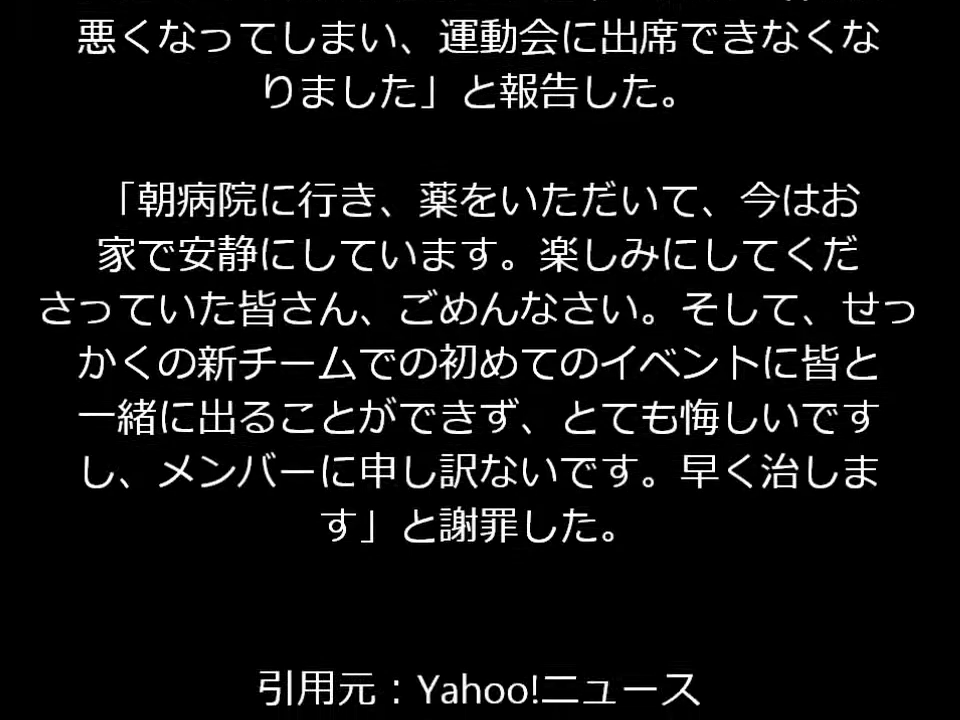 悪くなってしまい、運動会に出席できなくな
りました」と報告した。
「朝病院に行き、薬をいただいて、今はお
家で安静にしています。楽しみにしてくだ
さっていた皆さん、ごめんなさい。そして、せっ
かくの新チームでの初めてのイベントに皆と
一緒に出ることができず、とても悔しいです
し、メンバーに申し訳ないです。早く治しま
す」と謝罪した。
引用元：Yahoo!ニュース